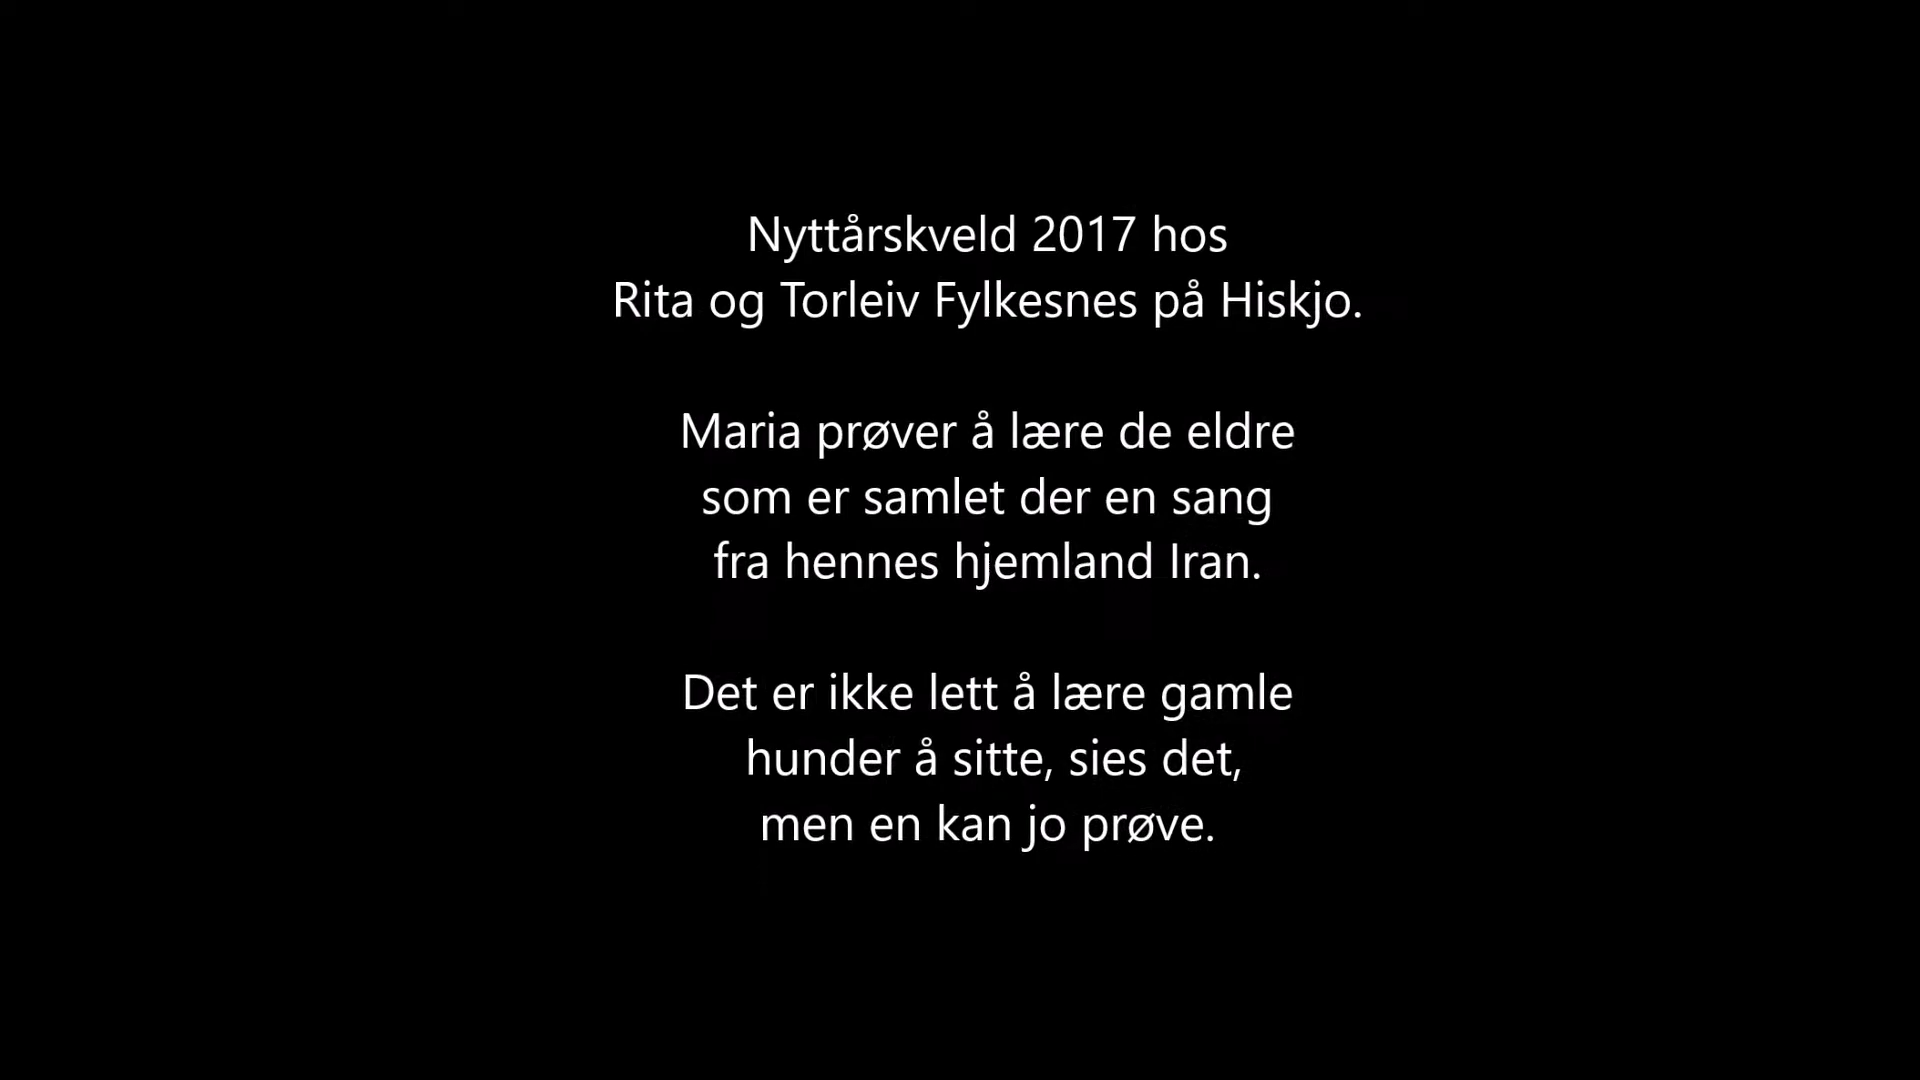 Nyttårskveld 2017 hos
Rita og Torleiv Fylkesnes på Hiskjo.
Maria prøver å lære de eldre
som er samlet der en sang
fra hennes hjemland Iran.
Det er ikke lett å lære gamle
hunder å sitte, sies det,
men en kan jo prøve.